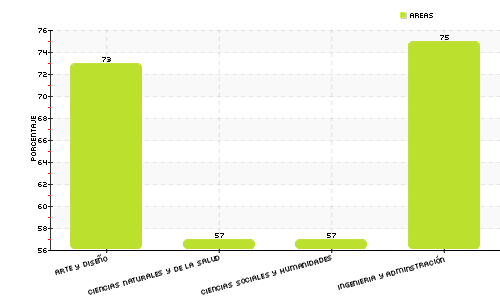 AREAS
PORCENTAJE
76
74
72
70
68
66
64
62
60
58
56
73
57
57
75
ARTE Y DISEÑO
CIENCIAS NATURALES Y DE LA SALUD
CIENCIAS SOCIALES Y HUMANIDADES
INGENIERIA Y ADMINSTRACIÓN